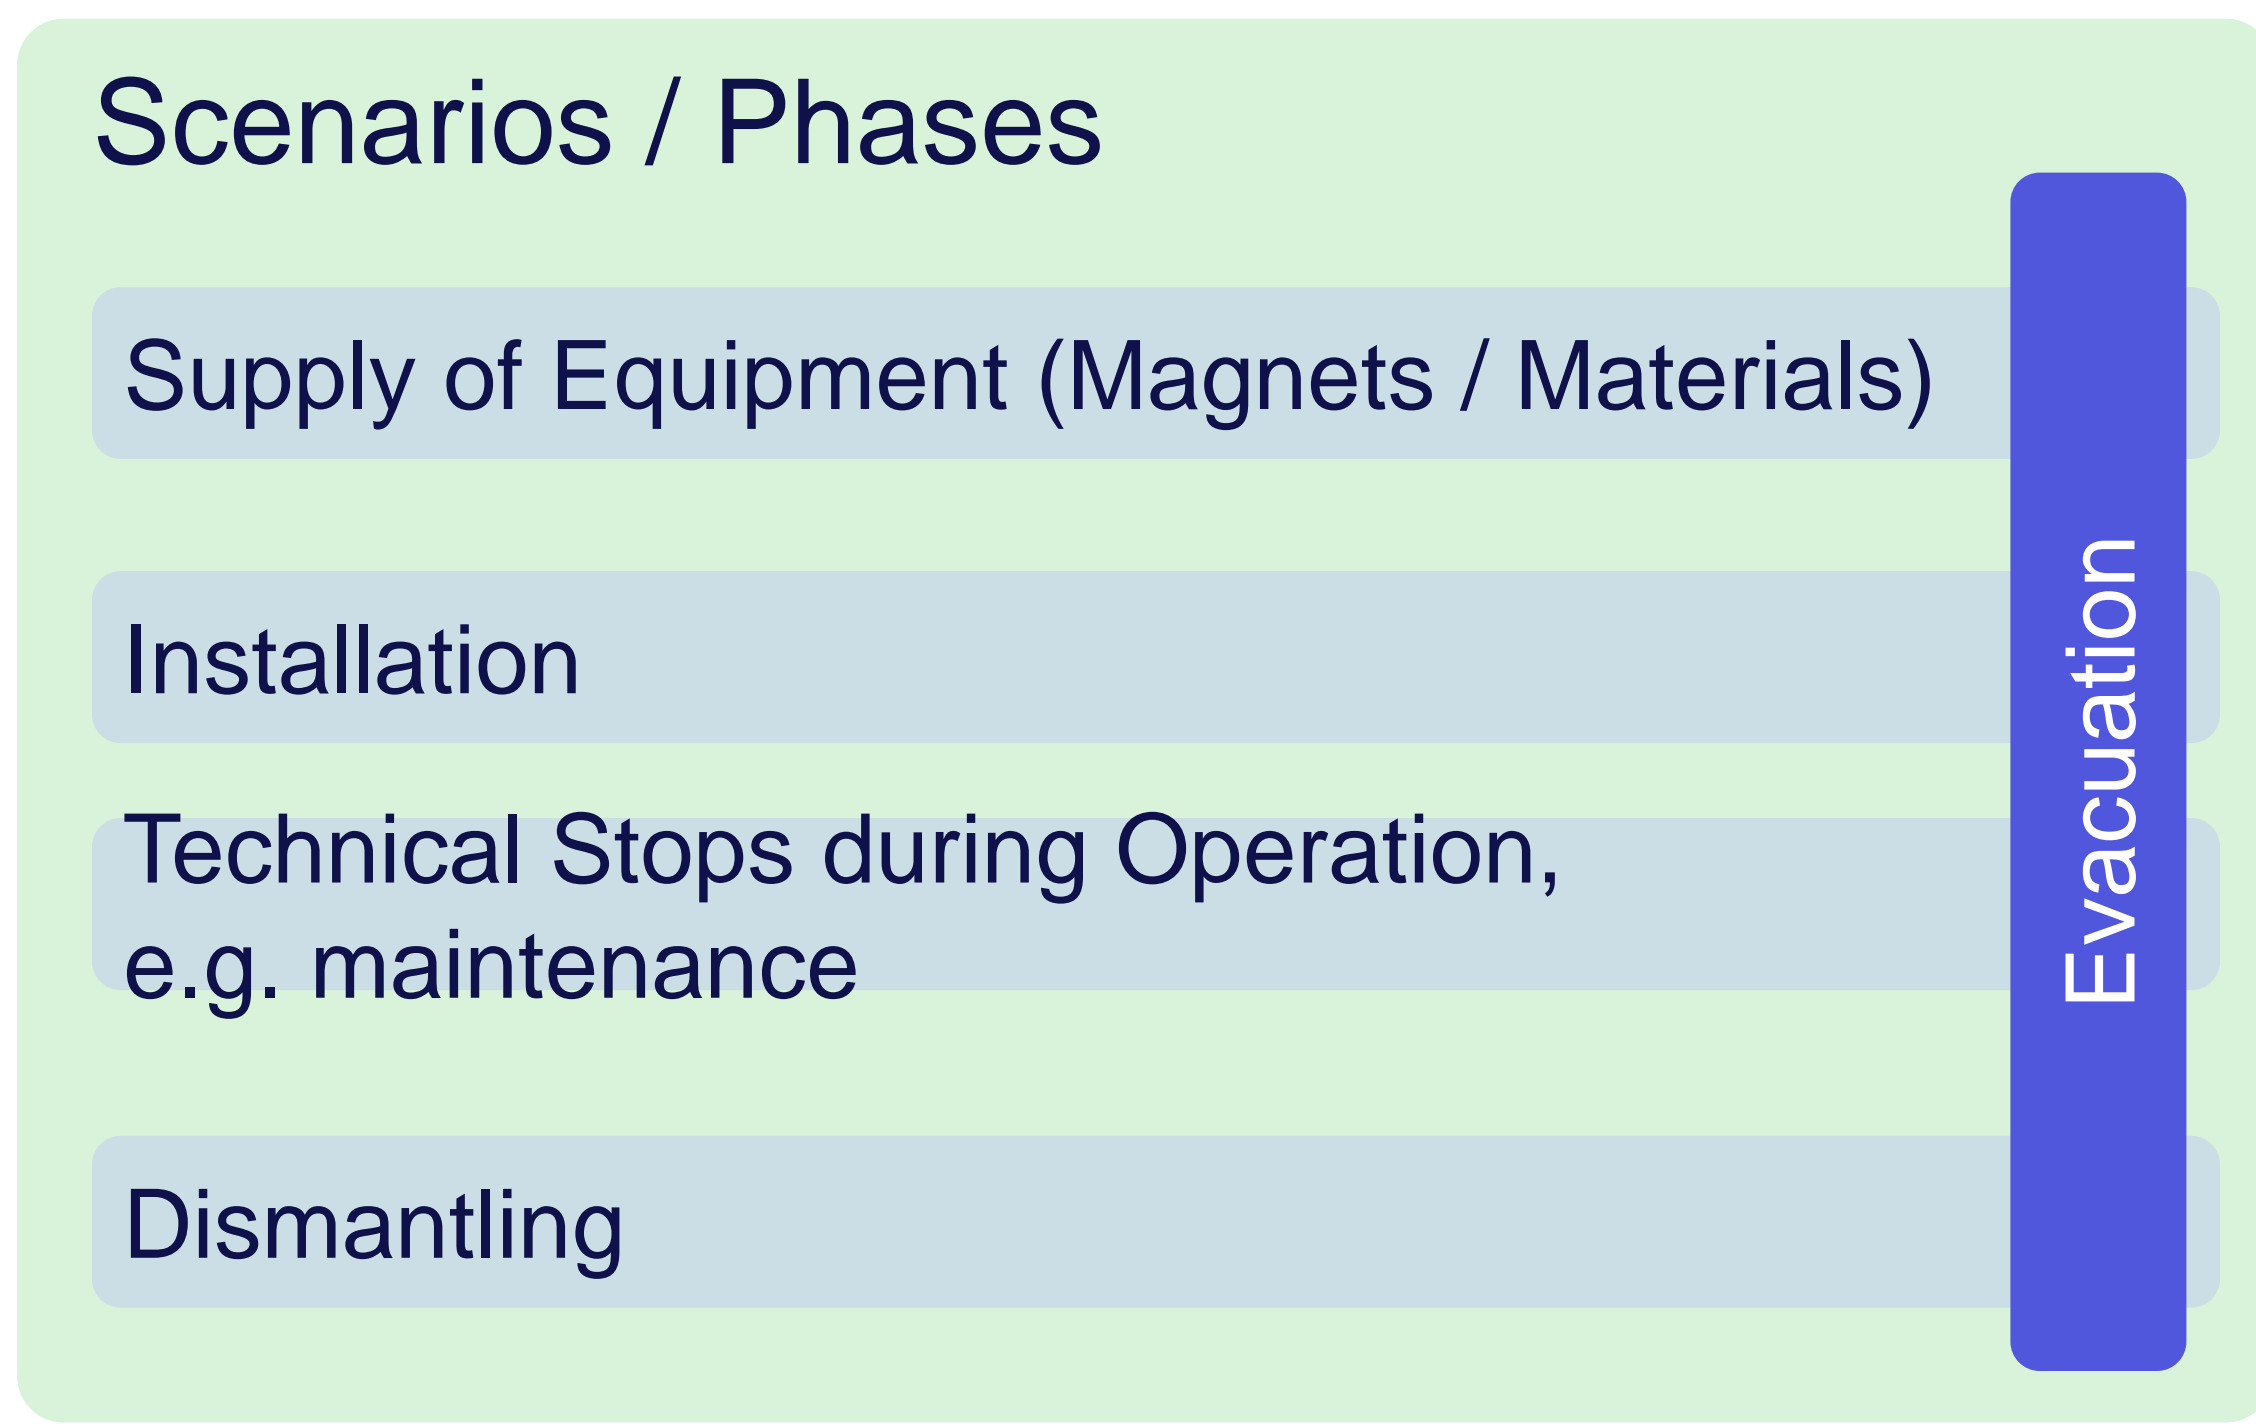 Scenarios / Phases
Supply of Equipment (Magnets / Materials)
Installation
Technical Stops during Operation,
e.g. maintenance
Dismantling
Evacuation